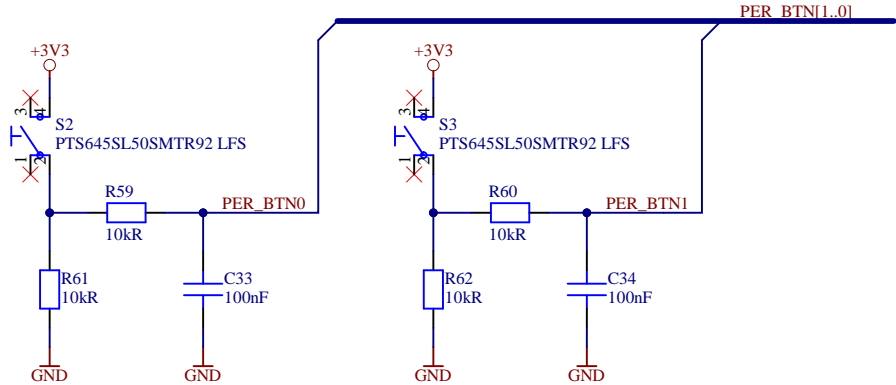 PER_BTN[1..0]
+3V3
+3V3
3
4
S2
PTS645SL50SMTR92 LFS
1
2
3
4
S3
PTS645SL50SMTR92 LFS
1
2
R59
10kR
PER_BTN0
R60
10kR
PER_BTN1
R61
10kR
C33
100nF
R62
10kR
C34
100nF
GND
GND
GND
GND